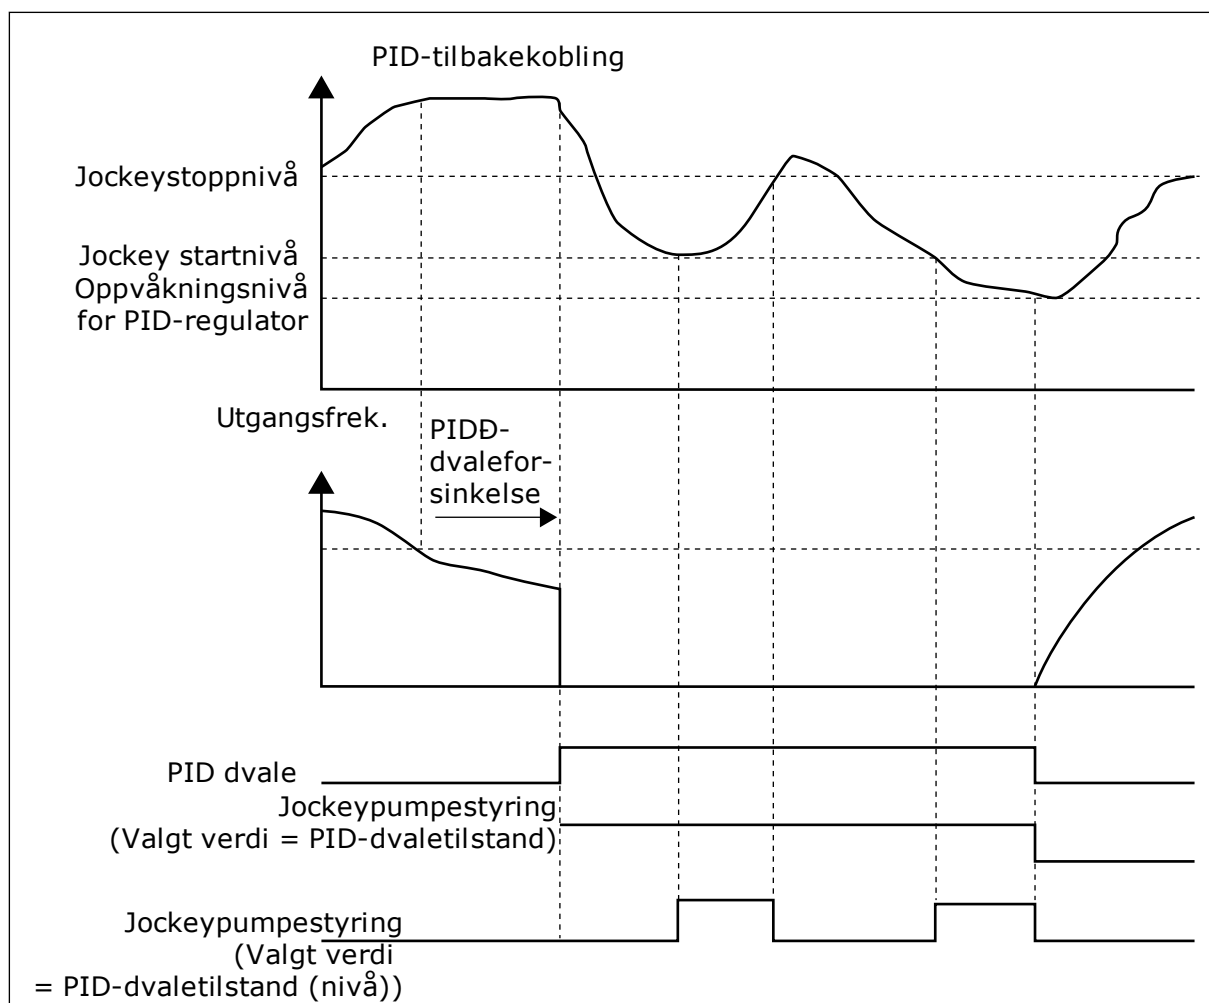 PID-tilbakekobling
Jockeystoppnivå
Jockey startnivå
Oppvåkningsnivå
for PID-regulator
Utgangsfrek.
PIDĐ-
dvalefor-
sinkelse
PID dvale
Jockeypumpestyring
(Valgt verdi = PID-dvaletilstand)
Jockeypumpestyring
(Valgt verdi
= PID-dvaletilstand (nivå))